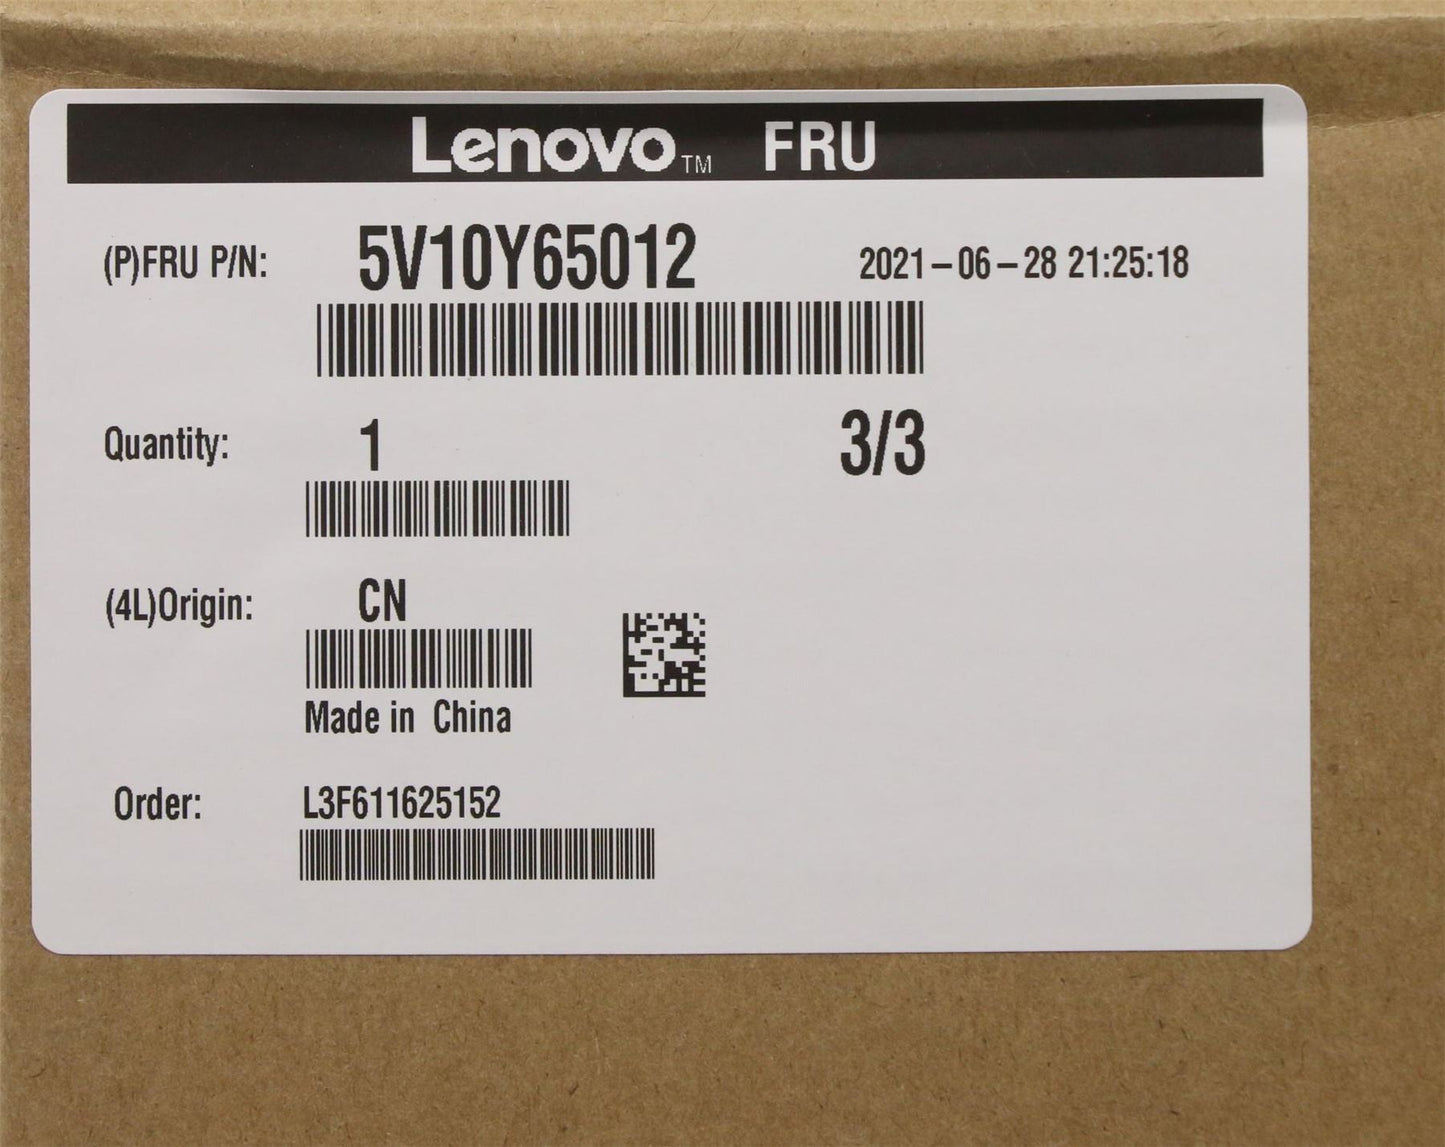 Lenovo™ FRU
(P)FRU P/N: 5V10Y65012 2021-06-28 21:25:18
Quantity: 1 3/3
(4L)Origin: CN
Made in China
Order: L3F611625152